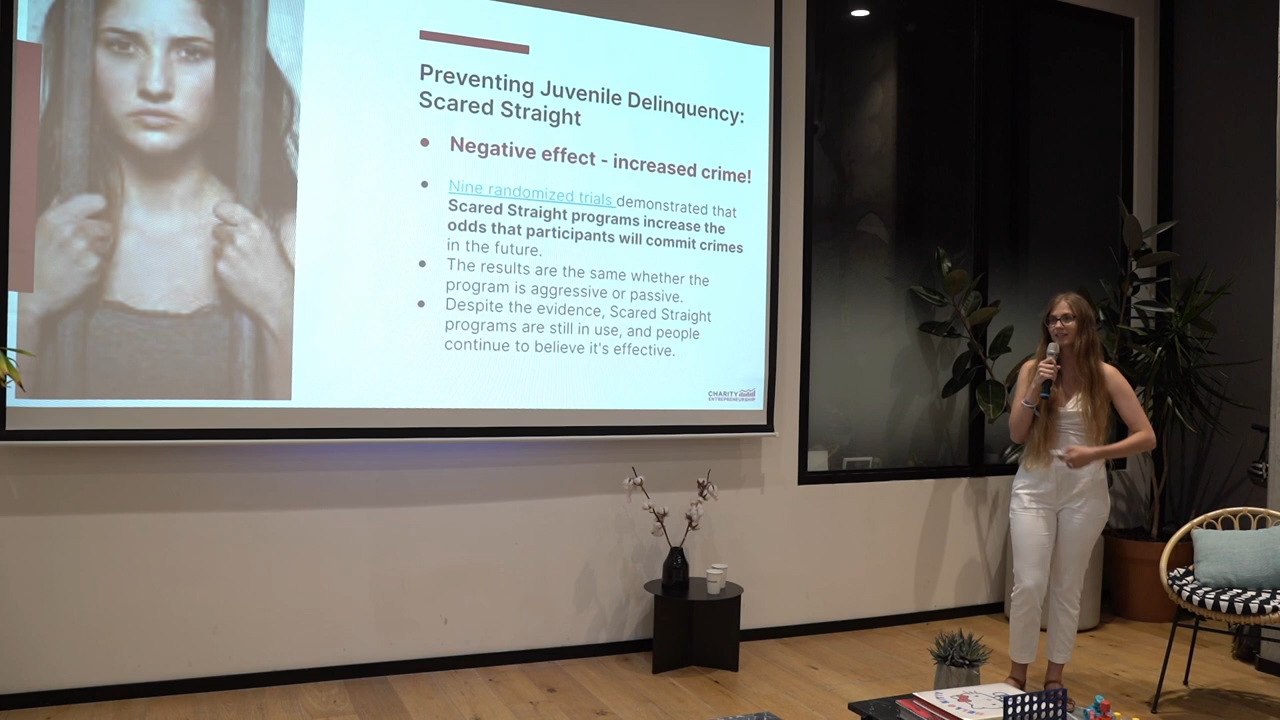 Preventing Juvenile Delinquency:
Scared Straight
• Negative effect - increased crime!
• Nine randomized trials demonstrated that
Scared Straight programs increase the
odds that participants will commit crimes
in the future.
• The results are the same whether the
program is aggressive or passive.
• Despite the evidence, Scared Straight
programs are still in use, and people
continue to believe it's effective.
CHARITY
ENTREPRENEURSHIP